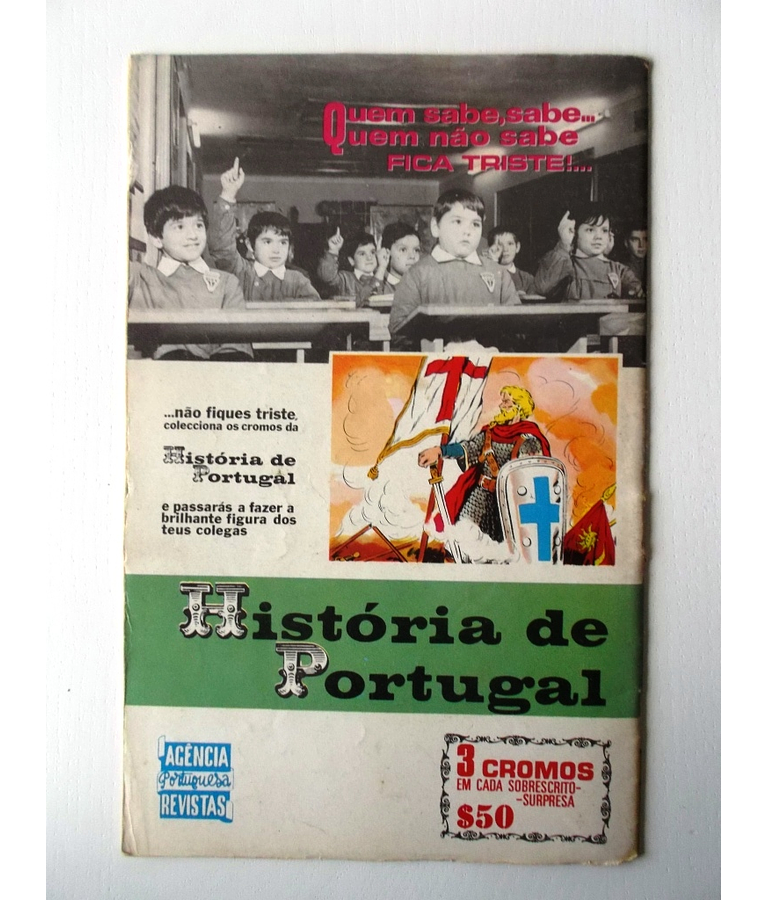 Quem sabe,sabe...
Quem não sabe
FICA TRISTE!...
...não fiques triste,
colecciona os cromos da
História de
Portugal
e passarás a fazer a
brilhante figura dos
teus colegas
História de
Portugal
AGÊNCIA
Portuguesa
REVISTAS
3 CROMOS
EM CADA SOBRESCRITO-
-SURPRESA
$50